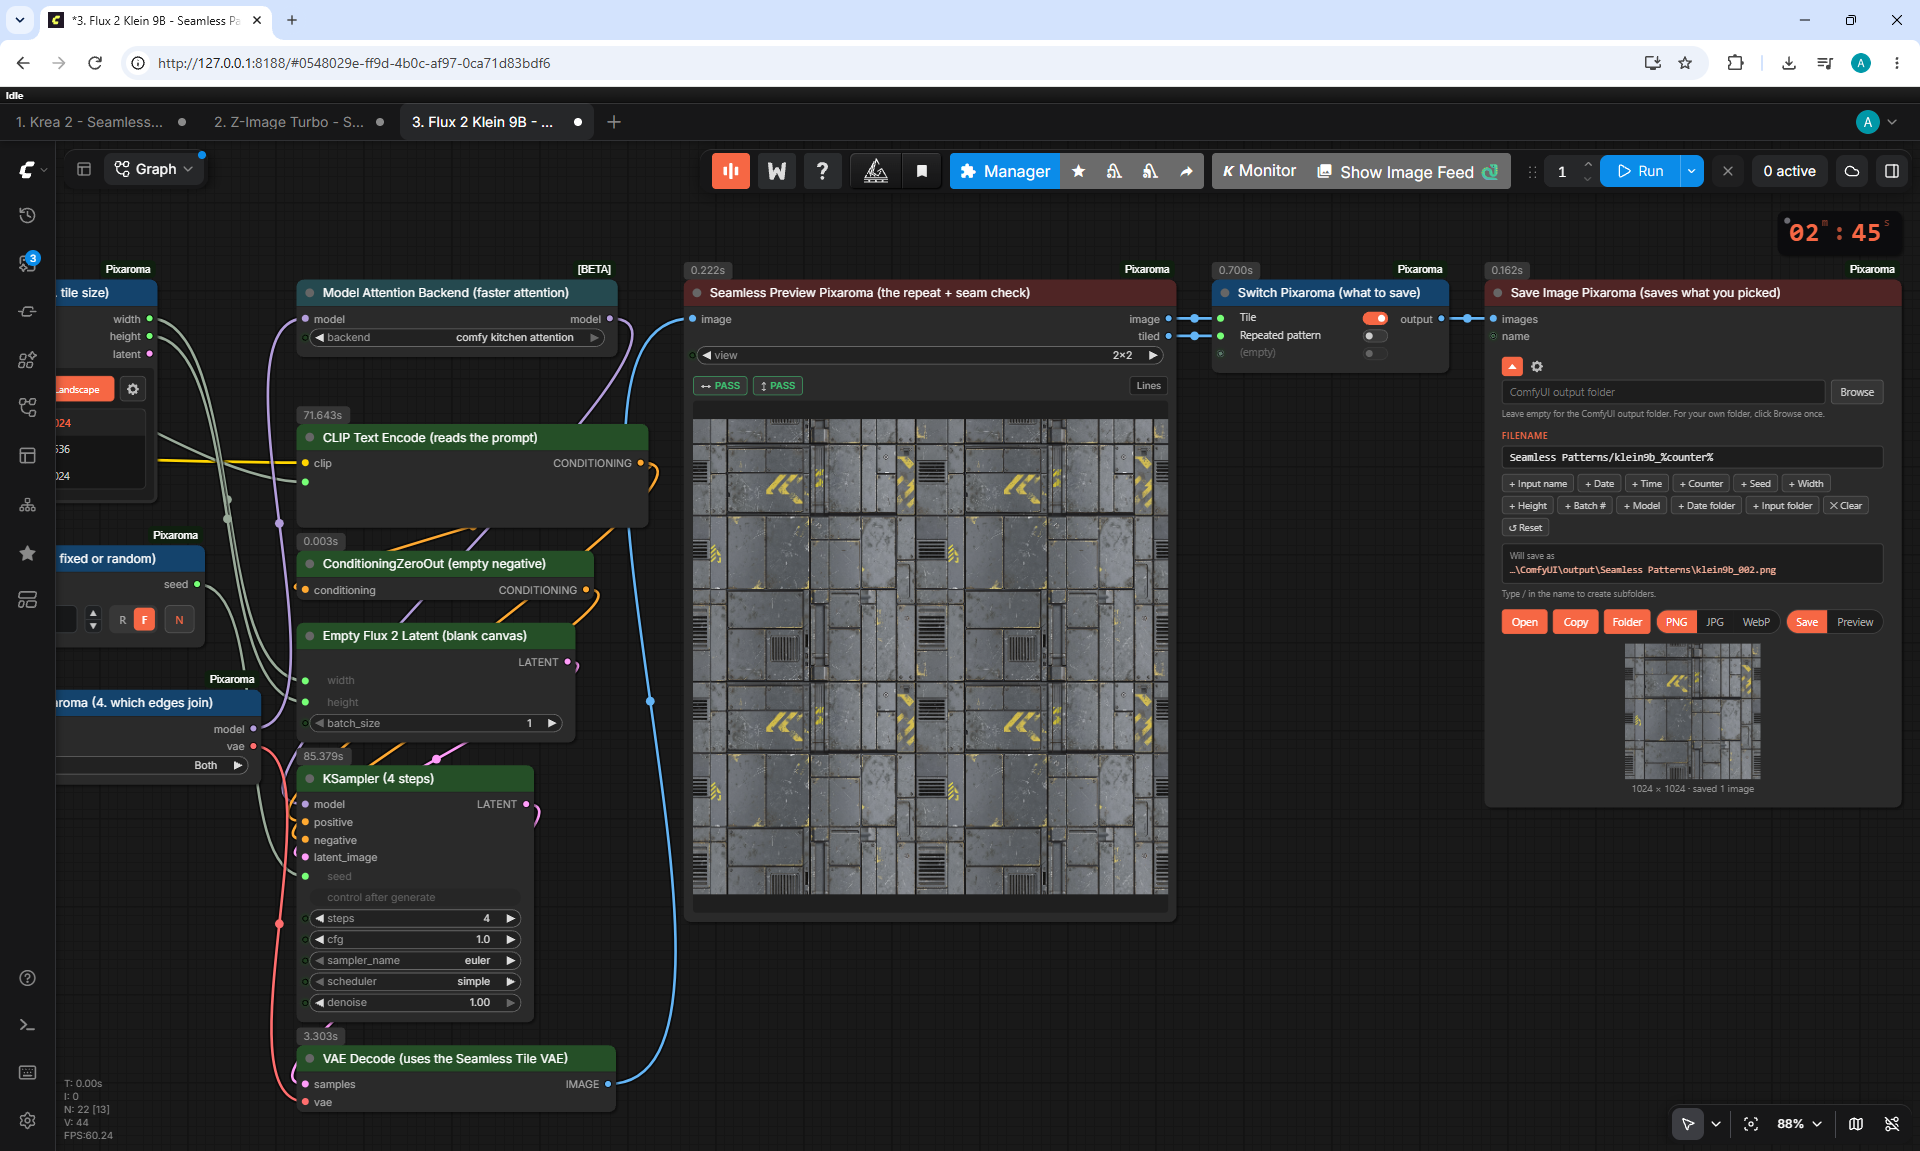 *3. Flux 2 Klein 9B - Seamless Pa
http://127.0.0.1:8188/#0548029e-ff9d-4b0c-af97-0ca71d83bdf6
A
Idle
1. Krea 2 - Seamless...
2. Z-Image Turbo - S...
3. Flux 2 Klein 9B - ...
A
Graph
W
?
Manager
K Monitor
Show Image Feed
1
Run
0 active
02 m : 45 s
3
Pixaroma
tile size)
width
height
latent
Landscape
024
536
024
Pixaroma
fixed or random)
seed
R
F
N
Pixaroma
aroma (4. which edges join)
model
vae
Both
[BETA]
Model Attention Backend (faster attention)
model
model
backend
comfy kitchen attention
71.643s
CLIP Text Encode (reads the prompt)
clip
CONDITIONING
0.003s
ConditioningZeroOut (empty negative)
conditioning
CONDITIONING
Empty Flux 2 Latent (blank canvas)
LATENT
width
height
batch_size
1
85.379s
KSampler (4 steps)
model
LATENT
positive
negative
latent_image
seed
control after generate
steps
4
cfg
1.0
sampler_name
euler
scheduler
simple
denoise
1.00
3.303s
VAE Decode (uses the Seamless Tile VAE)
samples
IMAGE
vae
0.222s
Pixaroma
Seamless Preview Pixaroma (the repeat + seam check)
image
image
tiled
view
2×2
↔ PASS
↕ PASS
Lines
0.700s
Pixaroma
Switch Pixaroma (what to save)
Tile
output
Repeated pattern
(empty)
0.162s
Pixaroma
Save Image Pixaroma (saves what you picked)
images
name
ComfyUI output folder
Browse
Leave empty for the ComfyUI output folder. For your own folder, click Browse once.
FILENAME
Seamless Patterns/klein9b_%counter%
+ Input name
+ Date
+ Time
+ Counter
+ Seed
+ Width
+ Height
+ Batch #
+ Model
+ Date folder
+ Input folder
✕ Clear
↺ Reset
Will save as
…\ComfyUI\output\Seamless Patterns\klein9b_002.png
Type / in the name to create subfolders.
Open
Copy
Folder
PNG
JPG
WebP
Save
Preview
1024 × 1024 · saved 1 image
T: 0.00s
I: 0
N: 22 [13]
V: 44
FPS:60.24
88%